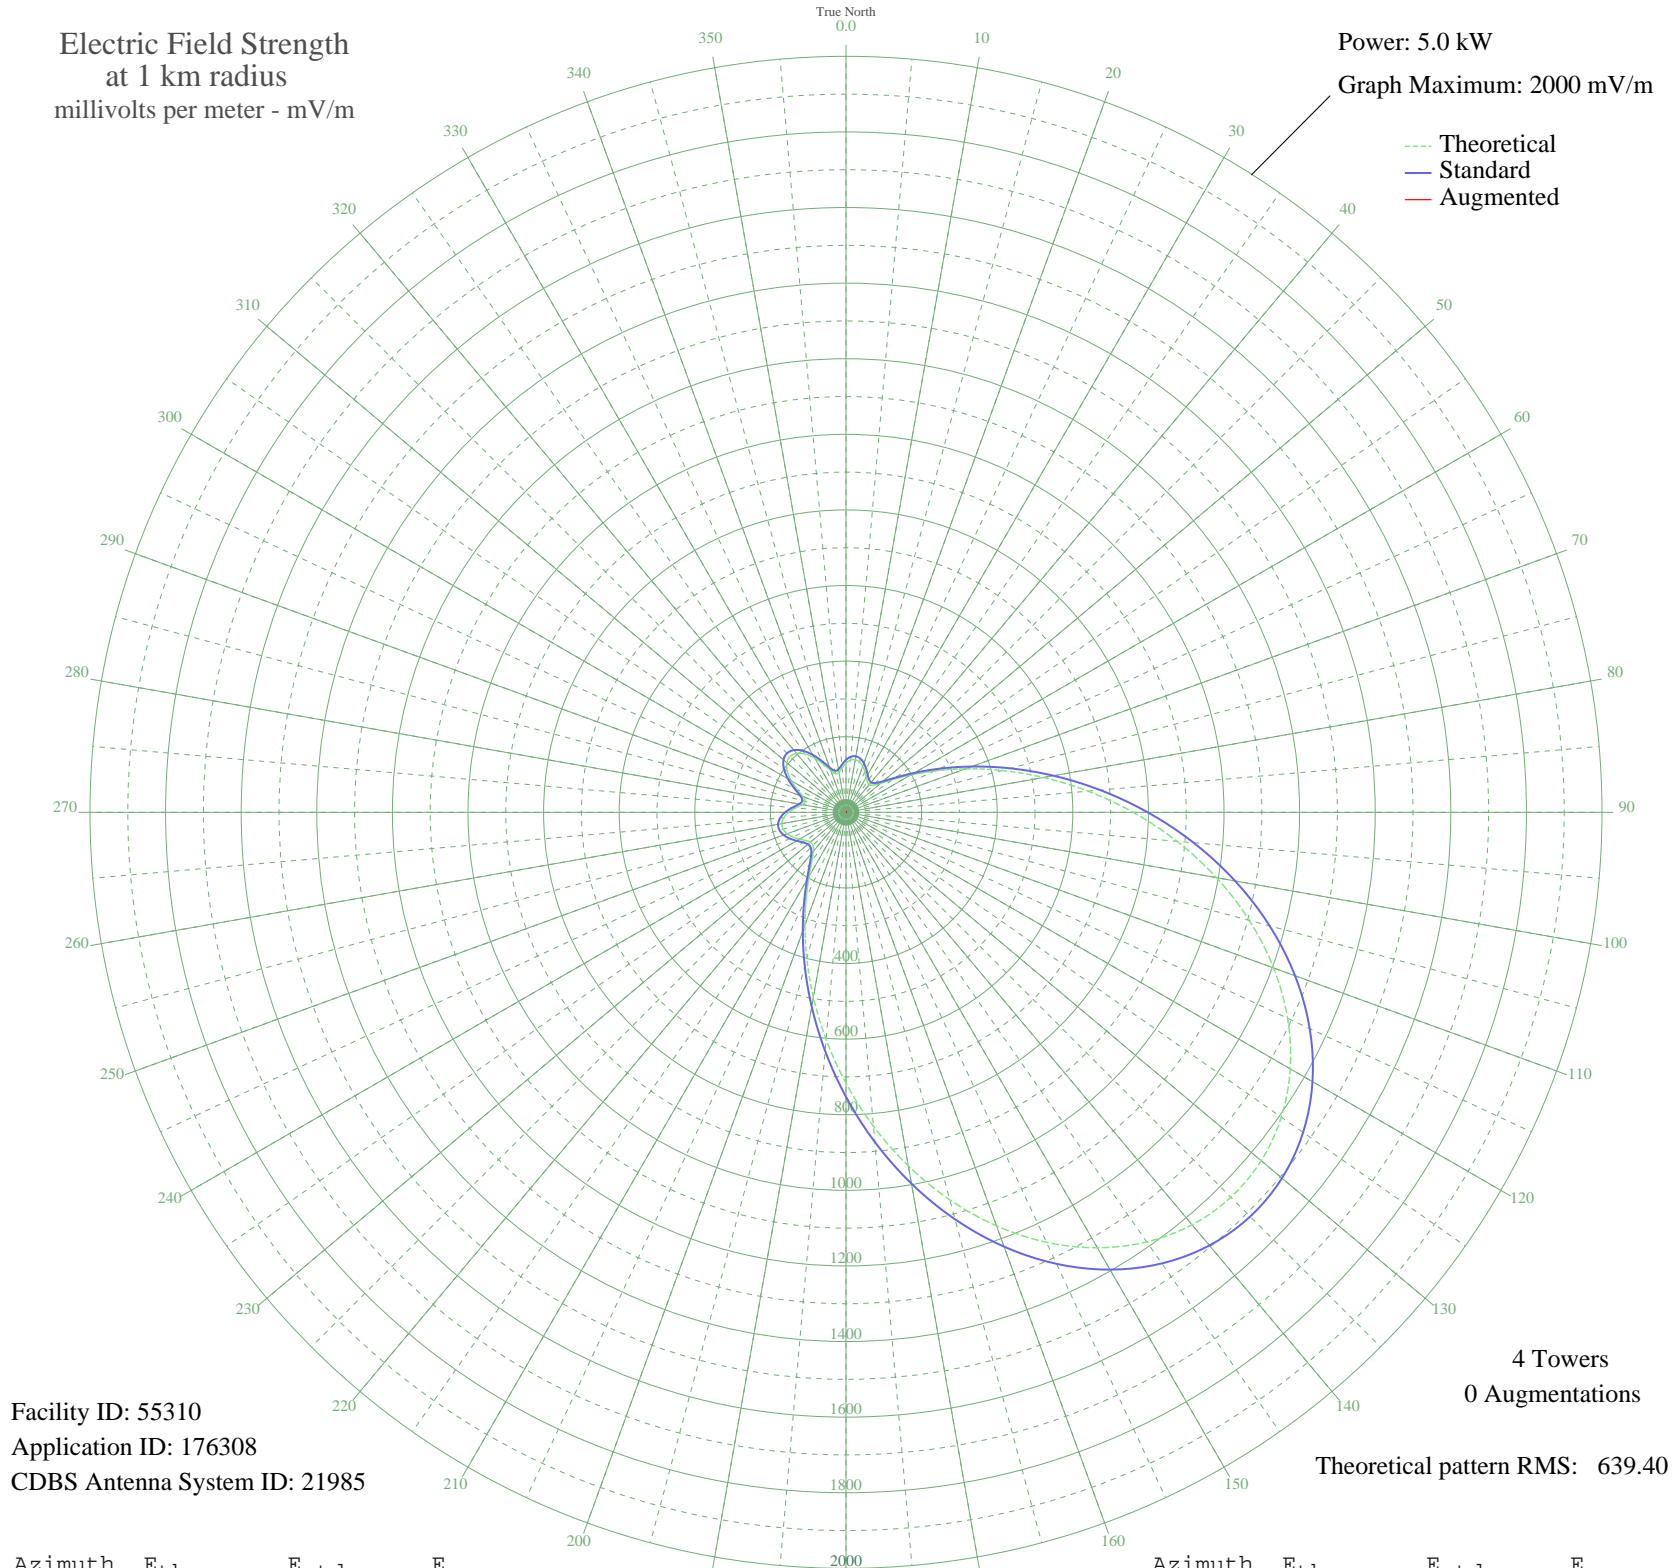 True North
0.0
Electric Field Strength
at 1 km radius
millivolts per meter - mV/m
Power: 5.0 kW
Graph Maximum: 2000 mV/m
Theoretical
Standard
Augmented
10
20
30
40
50
60
70
80
90
100
110
120
130
140
150
160
200
210
220
230
240
250
260
270
280
290
300
310
320
330
340
350
400
600
800
1000
1200
1400
1600
1800
2000
4 Towers
0 Augmentations
Theoretical pattern RMS: 639.40
Facility ID: 55310
Application ID: 176308
CDBS Antenna System ID: 21985
Azimuth E E E
Azimuth E E E